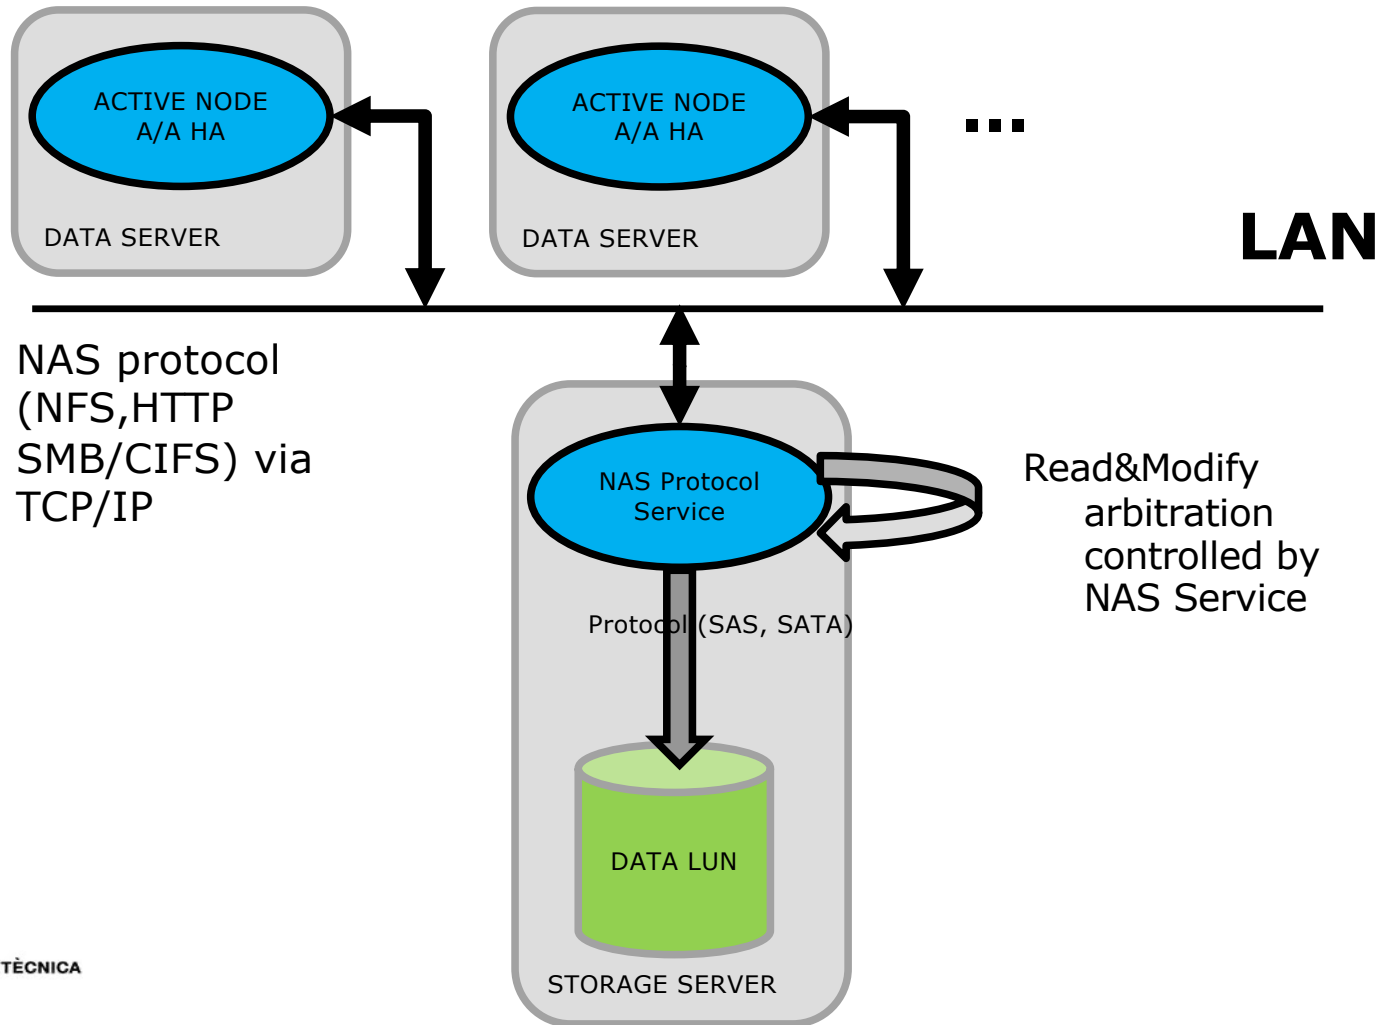 ACTIVE NODE
A/A HA
DATA SERVER
ACTIVE NODE
A/A HA
DATA SERVER
...
LAN
NAS protocol
(NFS,HTTP
SMB/CIFS) via
TCP/IP
NAS Protocol
Service
Read&Modify
arbitration
controlled by
NAS Service
Protocol (SAS, SATA)
DATA LUN
STORAGE SERVER
TÈCNICA